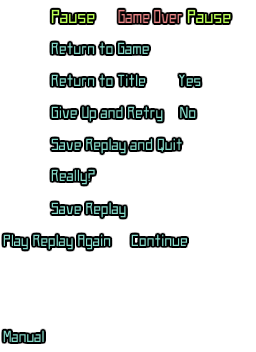 Pause Game Over Pause
Return to Game
Return to Title Yes
Give Up and Retry No
Save Replay and Quit
Really?
Save Replay
Play Replay Again Continue
Manual